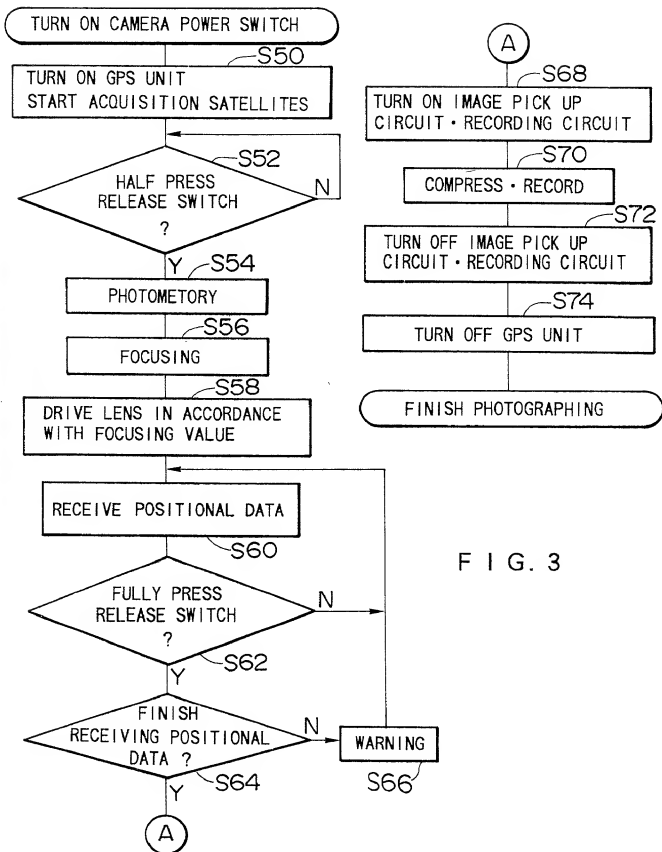 TURN ON CAMERA POWER SWITCH
S50
TURN ON GPS UNIT
START ACQUISITION SATELLITES
S52
HALF PRESS
RELEASE SWITCH
?
N
Y
S54
PHOTOMETORY
S56
FOCUSING
S58
DRIVE LENS IN ACCORDANCE
WITH FOCUSING VALUE
RECEIVE POSITIONAL DATA
S60
FULLY PRESS
RELEASE SWITCH
?
N
S62
Y
FINISH
RECEIVING POSITIONAL
DATA ?
N
WARNING
S64
S66
Y
A
A
S68
TURN ON IMAGE PICK UP
CIRCUIT・RECORDING CIRCUIT
S70
COMPRESS・RECORD
S72
TURN OFF IMAGE PICK UP
CIRCUIT・RECORDING CIRCUIT
S74
TURN OFF GPS UNIT
FINISH PHOTOGRAPHING
FIG. 3